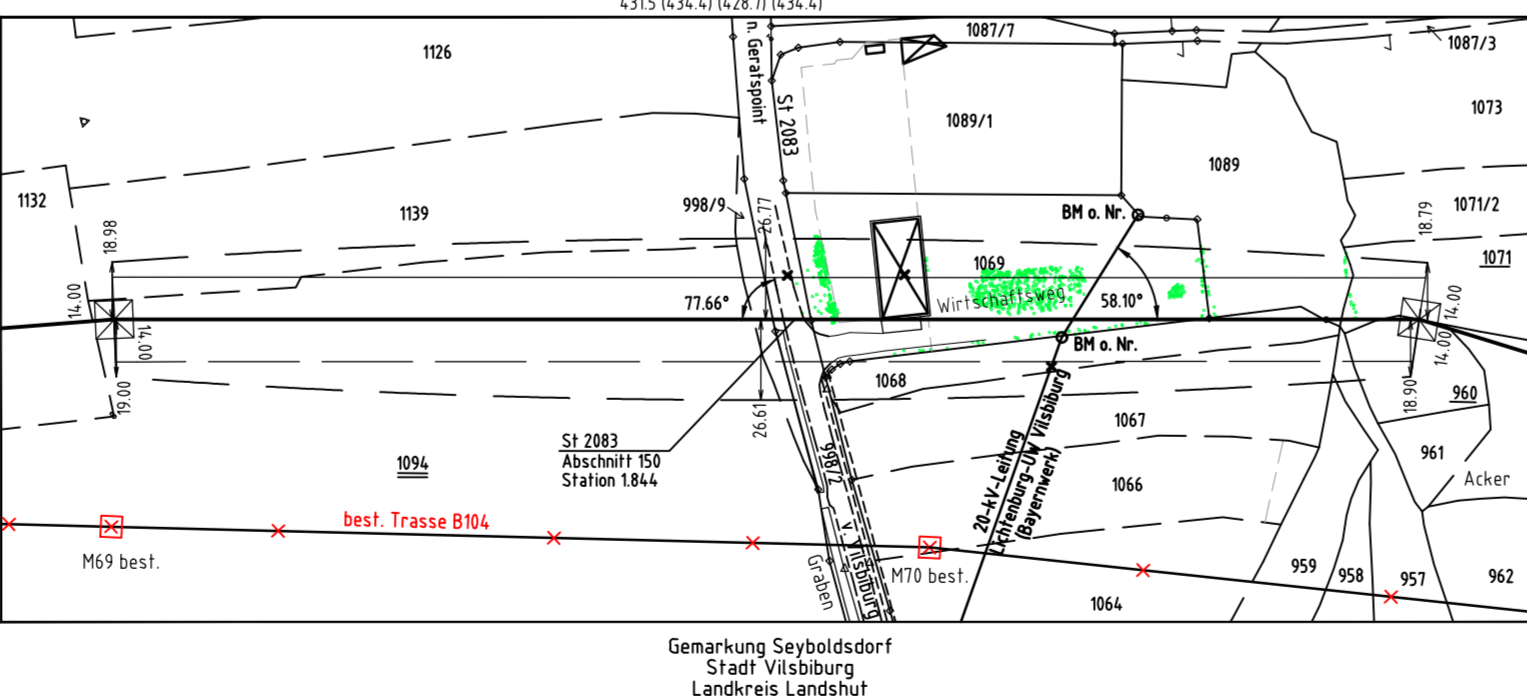 431.5 (434.4) (428.7) (434.4)
1126
n. Geratspoint
St 2083
1087/7
1087/3
1089/1
1073
1089
1132
1139
998/9
26.77
BM o. Nr.
1071/2
18.79
18.98
14.00
77.66°
1069
Wirtschaftsweg
58.10°
1071
14.00
14.00
14.00
BM o. Nr.
19.00
26.61
1068
18.90
960
1067
961
St 2083
Abschnitt 150
Station 1.844
1094
998/2
20-kV-Leitung
Lichtenburg-UW Vilsbiburg
(Bayernwerk)
1066
Acker
best. Trasse B104
M69 best.
v. Vilsbiburg
Graben
M70 best.
1064
959
958
957
962
Gemarkung Seyboldsdorf
Stadt Vilsbiburg
Landkreis Landshut